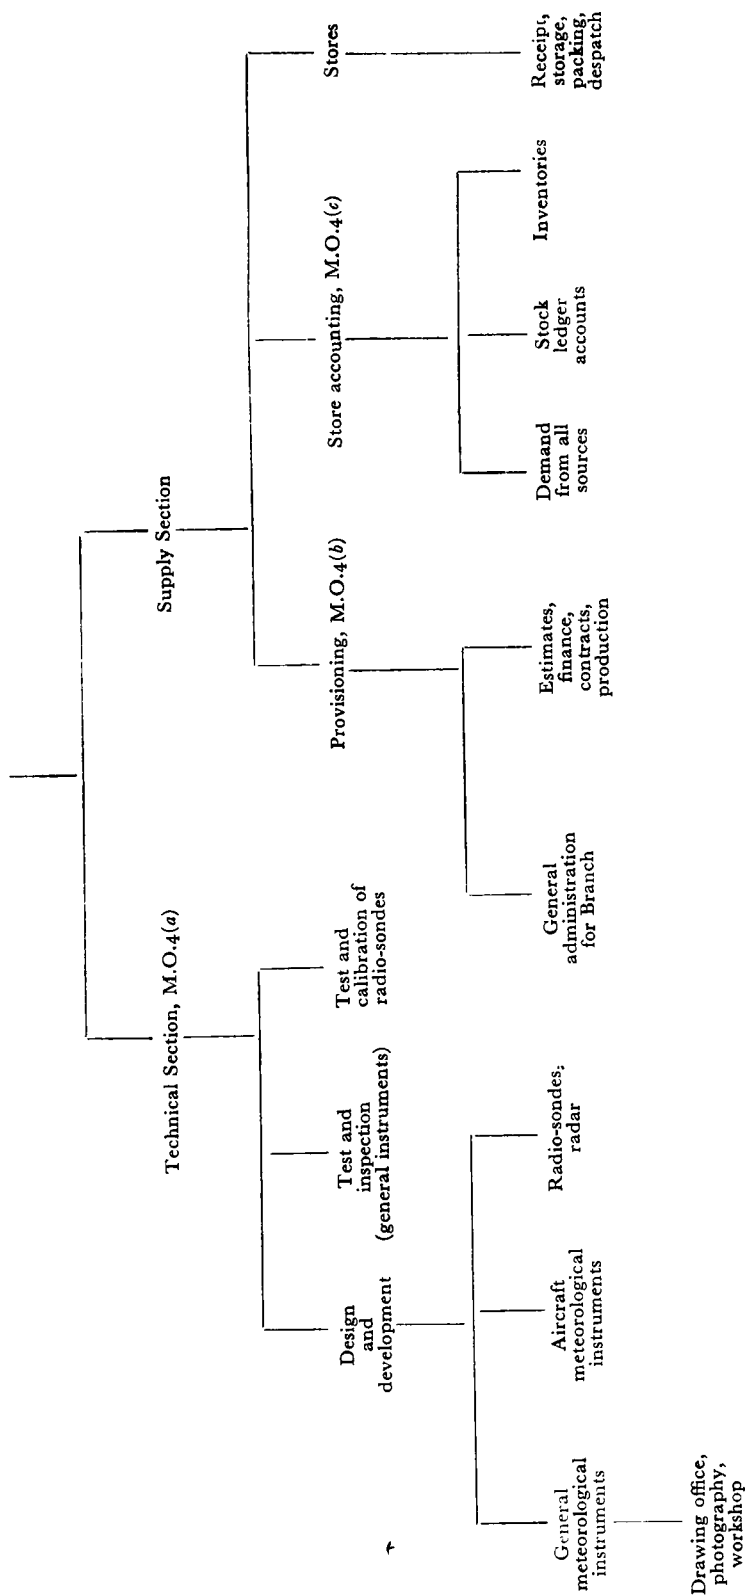 Technical Section, M.O.4(a)
Supply Section
Design
and
development
Test and
inspection
(general instruments)
Test and
calibration of
radio-sondes
Provisioning, M.O.4(b)
Store accounting, M.O.4(c)
Stores
General
meteorological
instruments
Aircraft
meteorological
instruments
Radio-sondes,
radar
General
administration
for Branch
Estimates,
finance,
contracts,
production
Demand
from all
sources
Stock
ledger
accounts
Inventories
Receipt,
storage,
packing,
despatch
Drawing office,
photography,
workshop